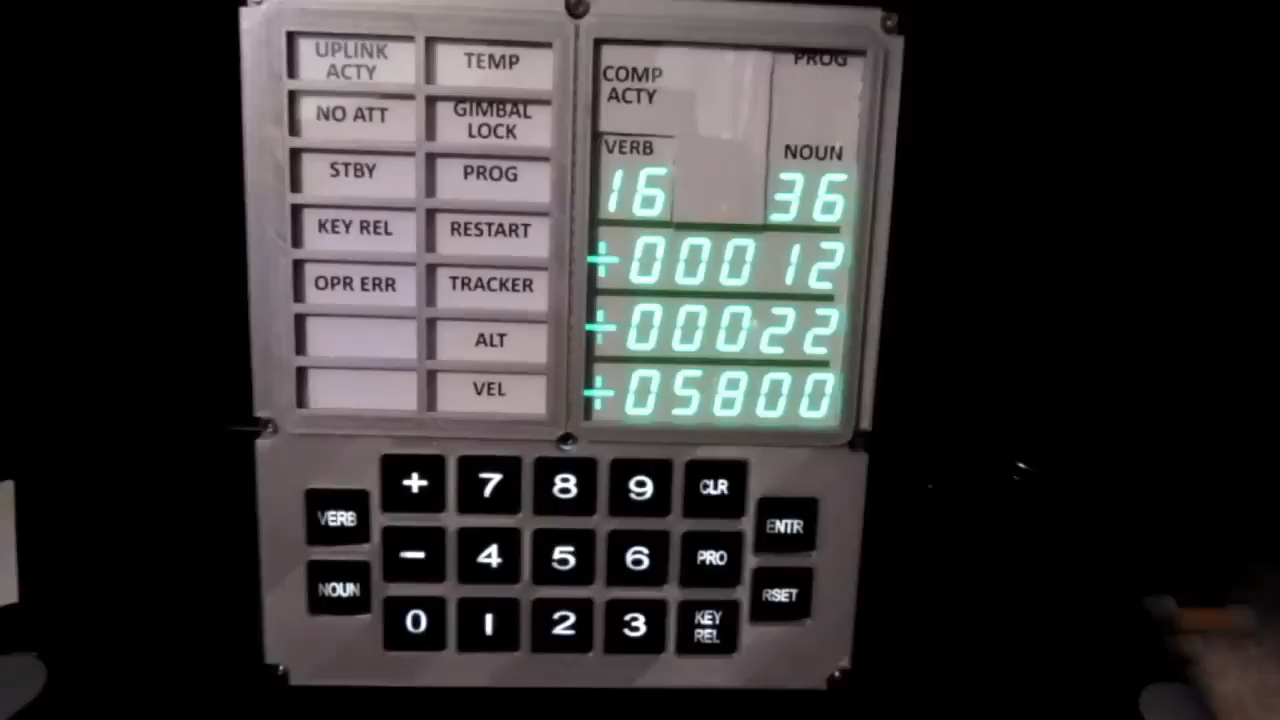 UPLINK
ACTY
TEMP
NO ATT
GIMBAL
LOCK
STBY
PROG
KEY REL
RESTART
OPR ERR
TRACKER
ALT
VEL
COMP
ACTY
PROG
VERB
NOUN
16
36
+00012
+00022
+05800
+ 7 8 9 CLR
VERB
ENTR
- 4 5 6 PRO
NOUN
RSET
0 1 2 3 KEY
REL